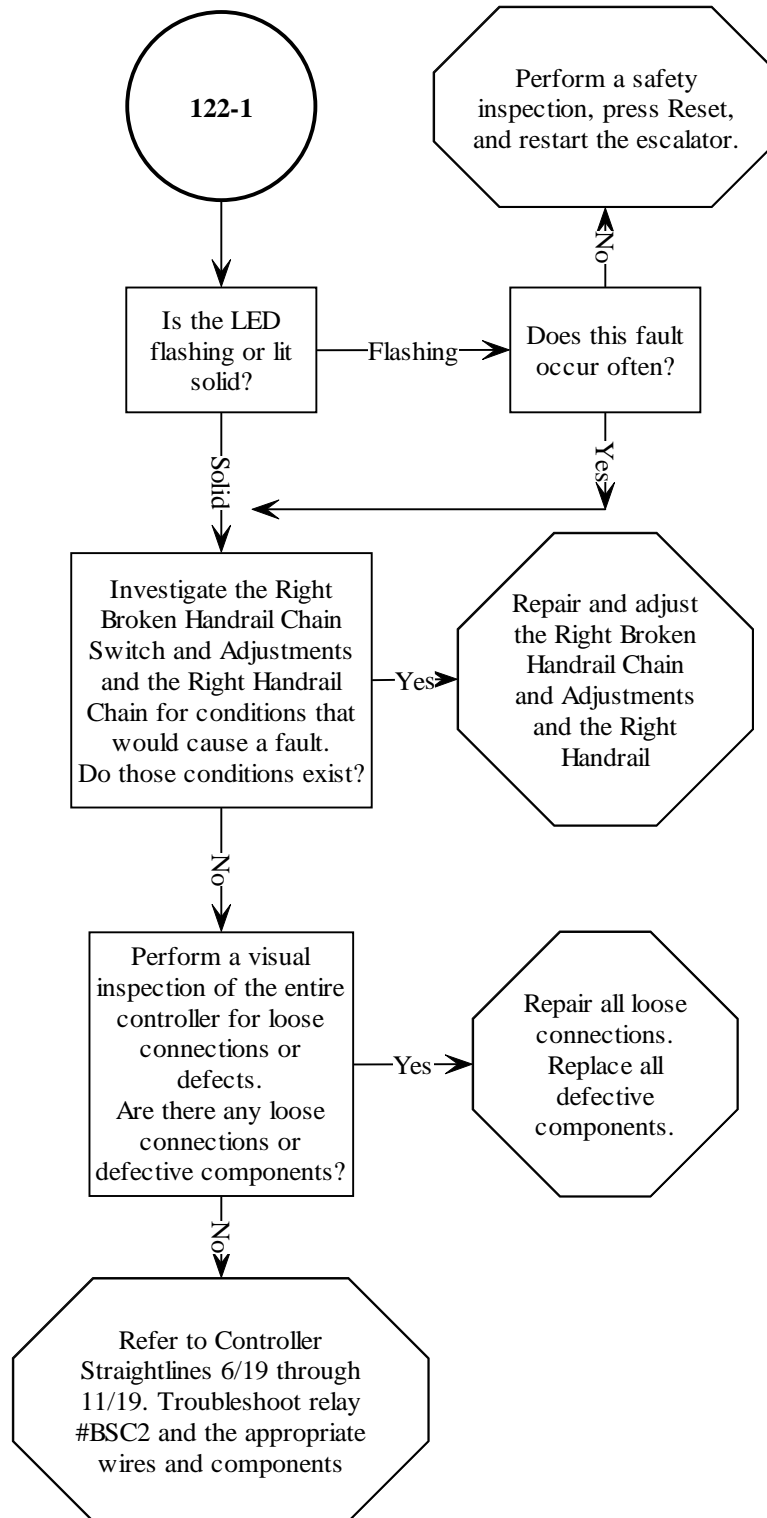 122-1
Perform a safety
inspection, press Reset,
and restart the escalator.
No
Is the LED
flashing or lit
solid?
Flashing
Does this fault
occur often?
Solid
Yes
Investigate the Right
Broken Handrail Chain
Switch and Adjustments
and the Right Handrail
Chain for conditions that
would cause a fault.
Do those conditions exist?
Yes
Repair and adjust
the Right Broken
Handrail Chain
and Adjustments
and the Right
Handrail
No
Perform a visual
inspection of the entire
controller for loose
connections or
defects.
Are there any loose
connections or
defective components?
Yes
Repair all loose
connections.
Replace all
defective
components.
No
Refer to Controller
Straightlines 6/19 through
11/19. Troubleshoot relay
#BSC2 and the appropriate
wires and components